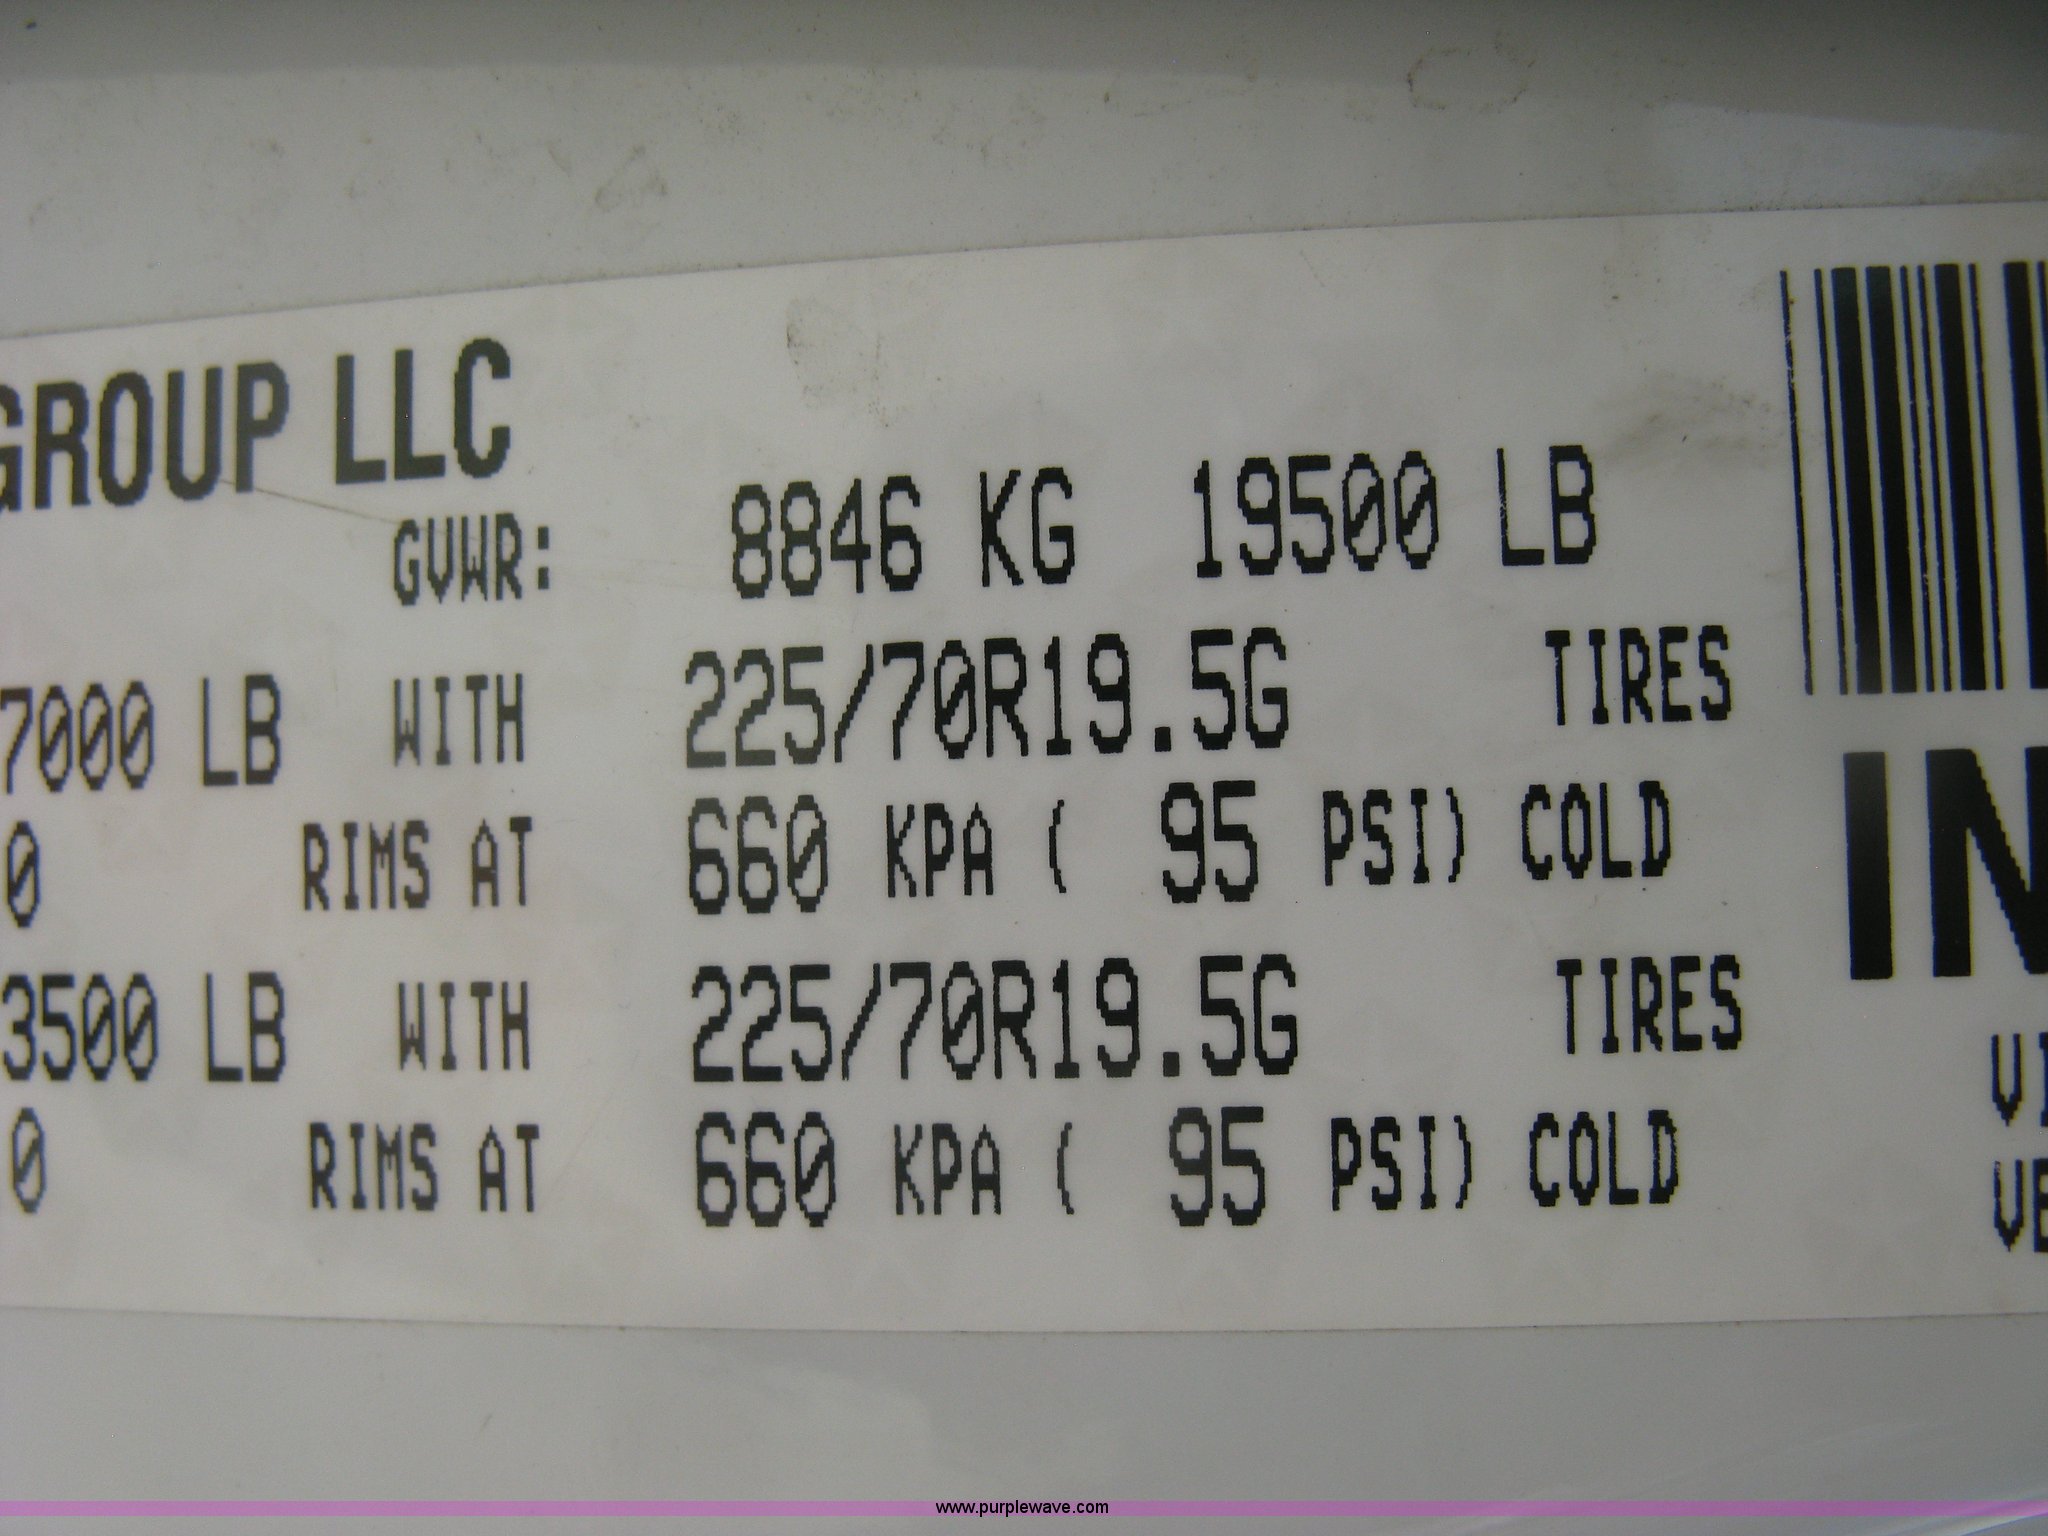 GROUP LLC
GVWR: 8846 KG 19500 LB
7000 LB WITH 225/70R19.5G TIRES
0 RIMS AT 660 KPA ( 95 PSI) COLD
3500 LB WITH 225/70R19.5G TIRES
0 RIMS AT 660 KPA ( 95 PSI) COLD
IN
VI
VE
www.purplewave.com